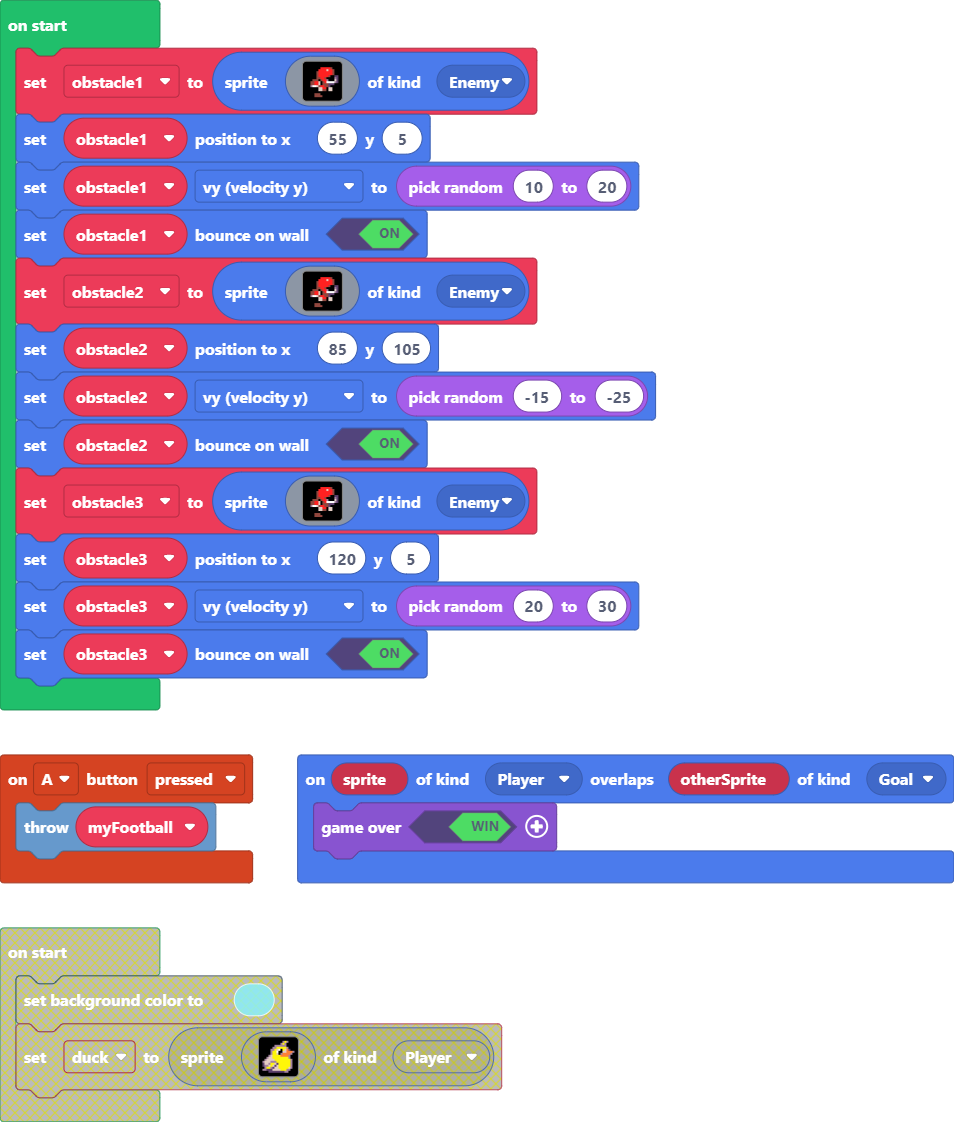 on start
set obstacle1 to sprite of kind Enemy
set obstacle1 position to x 55 y 5
set obstacle1 vy (velocity y) to pick random 10 to 20
set obstacle1 bounce on wall ON
set obstacle2 to sprite of kind Enemy
set obstacle2 position to x 85 y 105
set obstacle2 vy (velocity y) to pick random -15 to -25
set obstacle2 bounce on wall ON
set obstacle3 to sprite of kind Enemy
set obstacle3 position to x 120 y 5
set obstacle3 vy (velocity y) to pick random 20 to 30
set obstacle3 bounce on wall ON
on A button pressed
throw myFootball
on sprite of kind Player overlaps otherSprite of kind Goal
game over WIN
on start
set background color to
set duck to sprite of kind Player